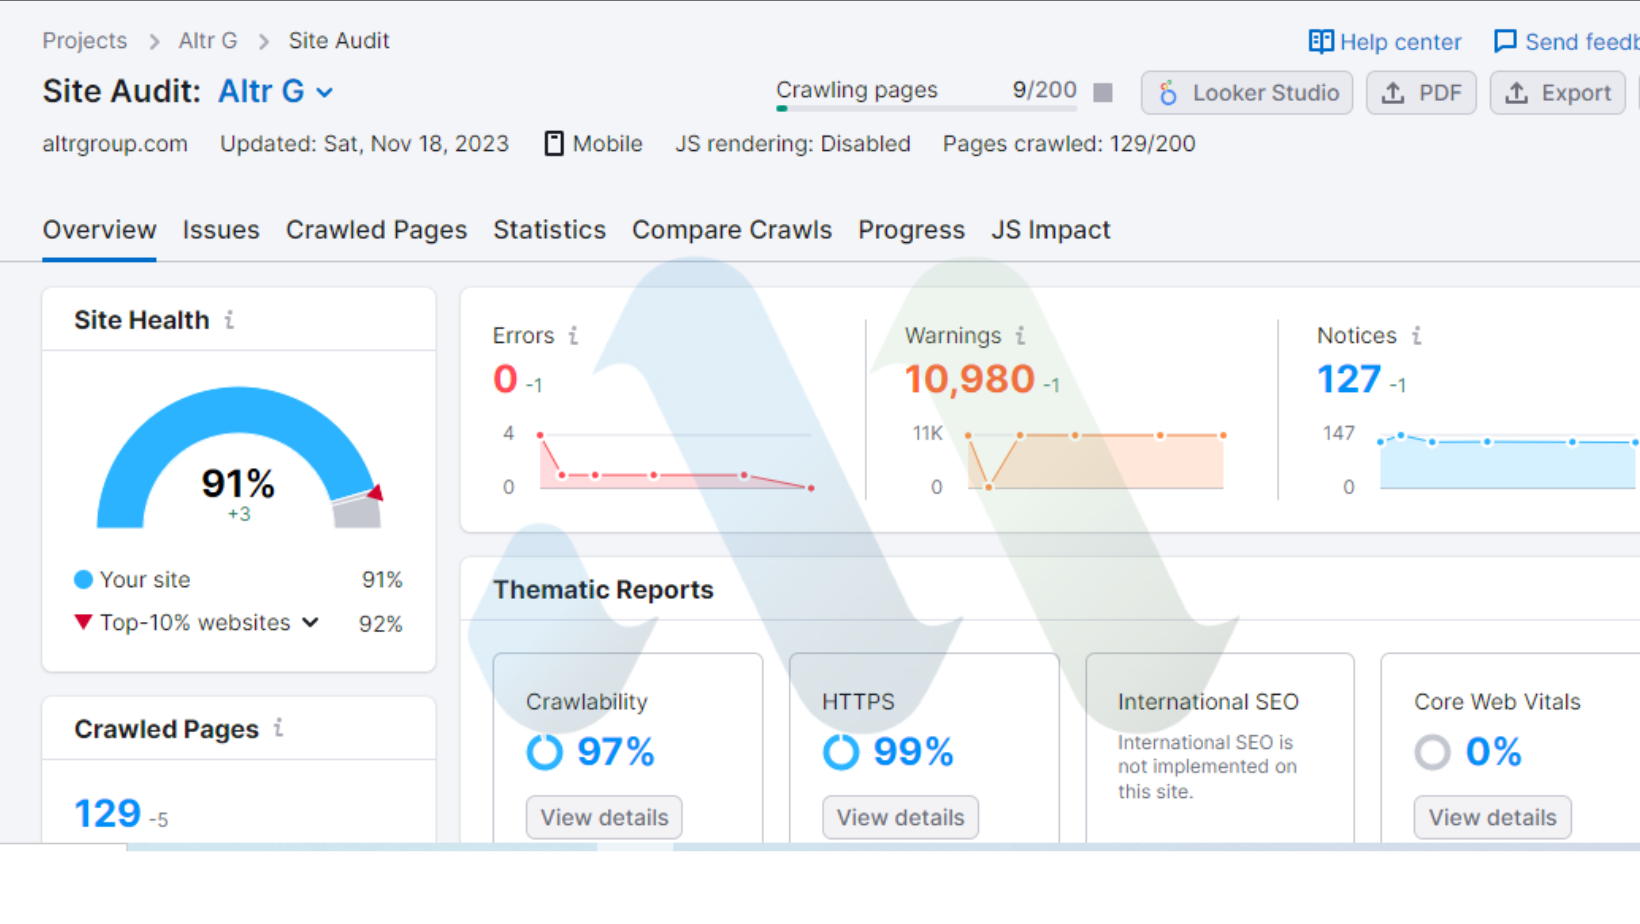 Projects > Altr G > Site Audit
Help center
Send feedb
Site Audit: Altr G
Crawling pages 9/200
Looker Studio
PDF
Export
altrgroup.com Updated: Sat, Nov 18, 2023 Mobile JS rendering: Disabled Pages crawled: 129/200
Overview Issues Crawled Pages Statistics Compare Crawls Progress JS Impact
Site Health i
91%
+3
Your site 91%
Top-10% websites 92%
Crawled Pages i
129 -5
Errors i
0 -1
4
0
Warnings i
10,980 -1
11K
0
Notices i
127 -1
147
0
Thematic Reports
Crawlability
97%
View details
HTTPS
99%
View details
International SEO
International SEO is
not implemented on
this site.
Core Web Vitals
0%
View details